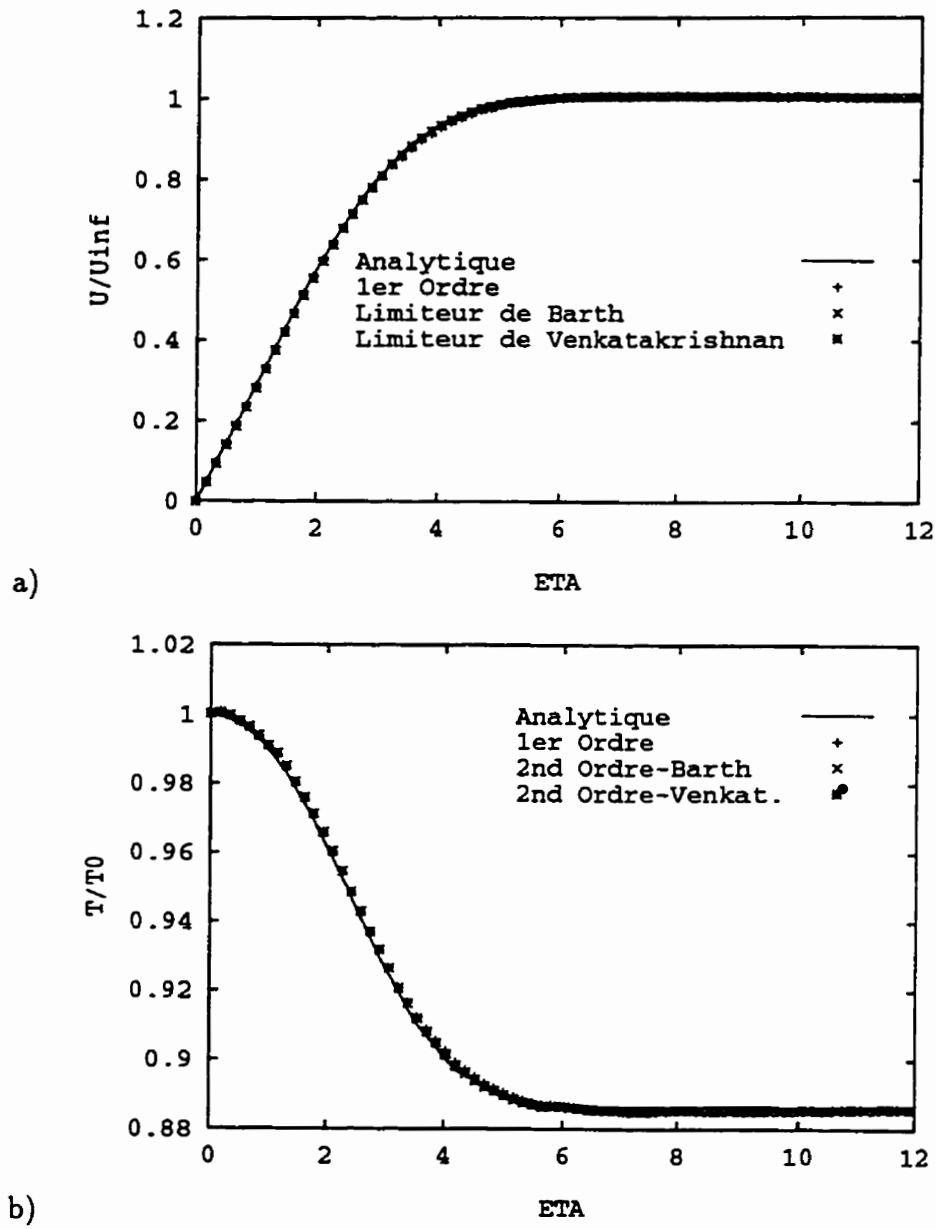 1.2
1
0.8
0.6
0.4
0.2
0
U/Uinf
Analytique
1er Ordre
Limiteur de Barth
Limiteur de Venkatakrishnan
0 2 4 6 8 10 12
ETA
a)
1.02
1
0.98
0.96
0.94
0.92
0.9
0.88
T/T0
Analytique
1er Ordre
2nd Ordre-Barth
2nd Ordre-Venkat.
0 2 4 6 8 10 12
ETA
b)